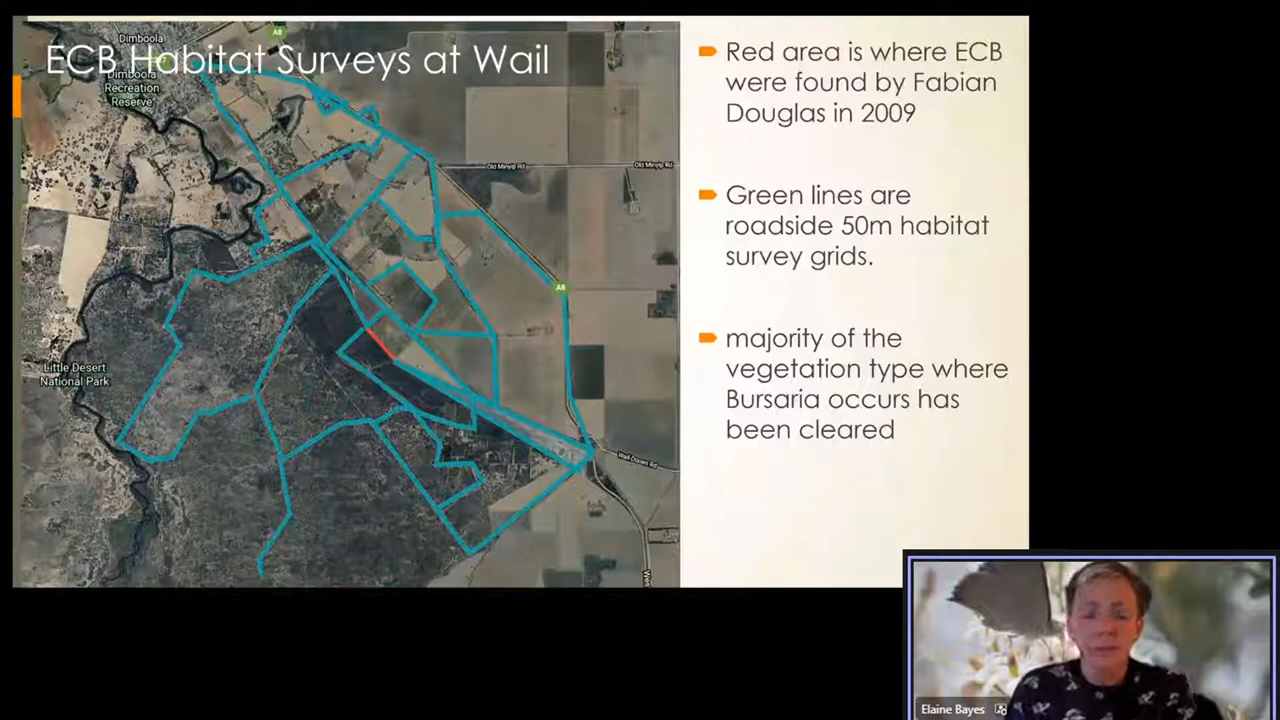 Dimboola
A8
ECB Habitat Surveys at Wail
Dimboola
Recreation
Reserve
Old Minyip Rd
Old Minyip Rd
A8
Little Desert
National Park
Wail-Dooen Rd
Red area is where ECB
were found by Fabian
Douglas in 2009
Green lines are
roadside 50m habitat
survey grids.
majority of the
vegetation type where
Bursaria occurs has
been cleared
Elaine Bayes